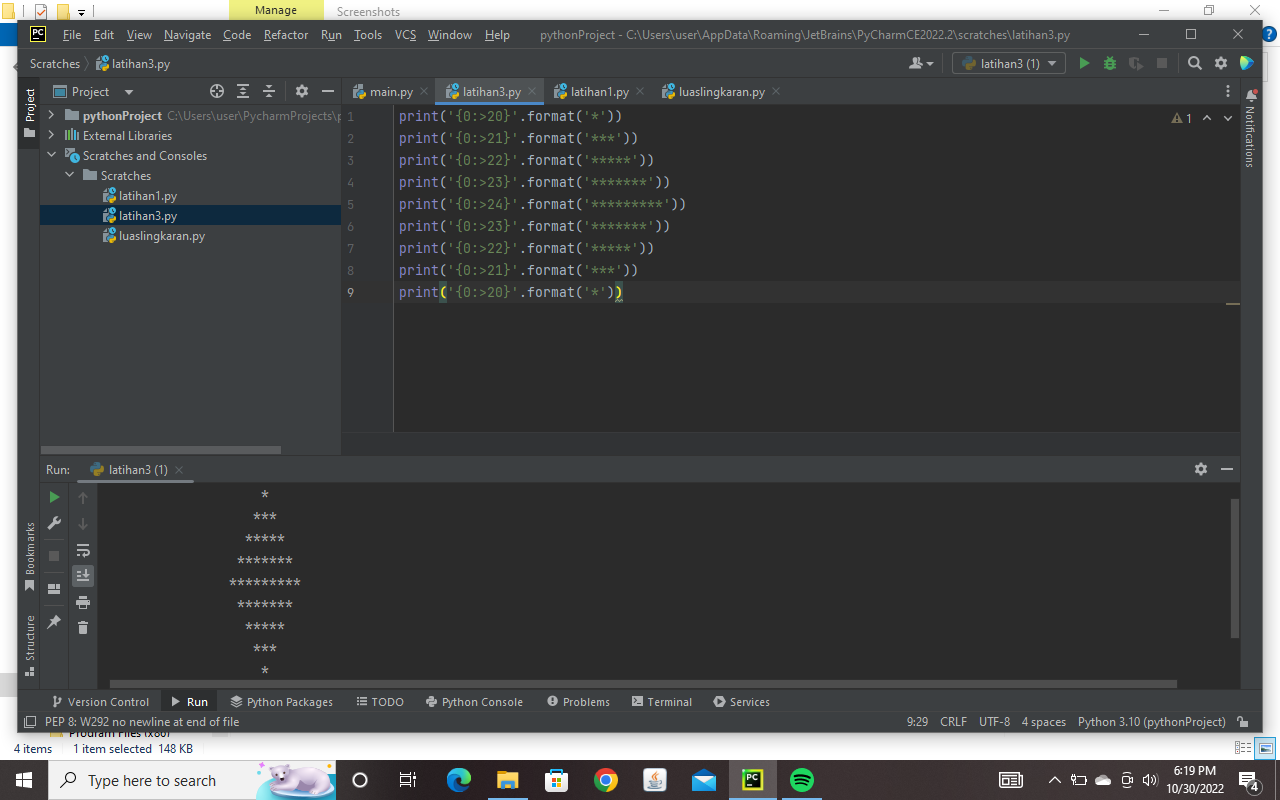 Manage
Screenshots
File Edit View Navigate Code Refactor Run Tools VCS Window Help pythonProject - C:\Users\user\AppData\Roaming\JetBrains\PyCharmCE2022.2\scratches\latihan3.py
Scratches latihan3.py
latihan3 (1)
Project
Project
main.py
latihan3.py
latihan1.py
luaslingkaran.py
Notifications
pythonProject C:\Users\user\PycharmProjects\p
External Libraries
Scratches and Consoles
Scratches
latihan1.py
latihan3.py
luaslingkaran.py
1 print('{0:>20}'.format('*'))
2 print('{0:>21}'.format('***'))
3 print('{0:>22}'.format('*****'))
4 print('{0:>23}'.format('*******'))
5 print('{0:>24}'.format('*********'))
6 print('{0:>23}'.format('*******'))
7 print('{0:>22}'.format('*****'))
8 print('{0:>21}'.format('***'))
9 print('{0:>20}'.format('*'))
1
Run: latihan3 (1)
*
***
*****
*******
*********
*******
*****
***
*
Bookmarks
Structure
Version Control Run Python Packages TODO Python Console Problems Terminal Services
PEP 8: W292 no newline at end of file 9:29 CRLF UTF-8 4 spaces Python 3.10 (pythonProject)
Program Files (x86)
4 items 1 item selected 148 KB
Type here to search
6:19 PM
10/30/2022
4